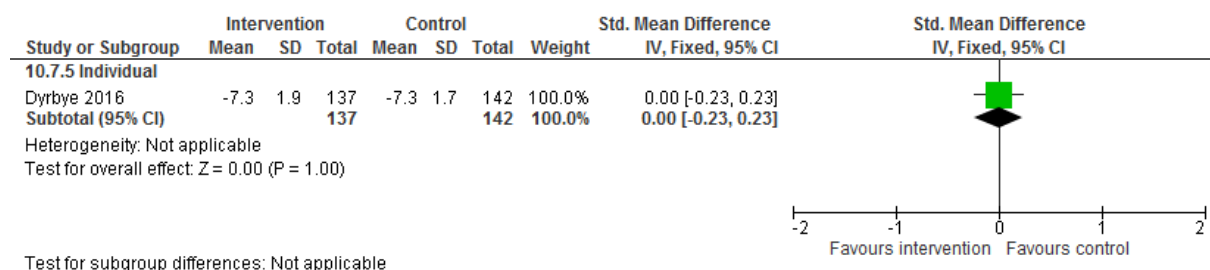 Intervention Control Std. Mean Difference Std. Mean Difference
Study or Subgroup Mean SD Total Mean SD Total Weight IV, Fixed, 95% CI IV, Fixed, 95% CI
10.7.5 Individual
Dyrbye 2016 -7.3 1.9 137 -7.3 1.7 142 100.0% 0.00 [-0.23, 0.23]
Subtotal (95% CI) 137 142 100.0% 0.00 [-0.23, 0.23]
Heterogeneity: Not applicable
Test for overall effect: Z = 0.00 (P = 1.00)
-2 -1 0 1 2
Favours intervention Favours control
Test for subgroup differences: Not applicable